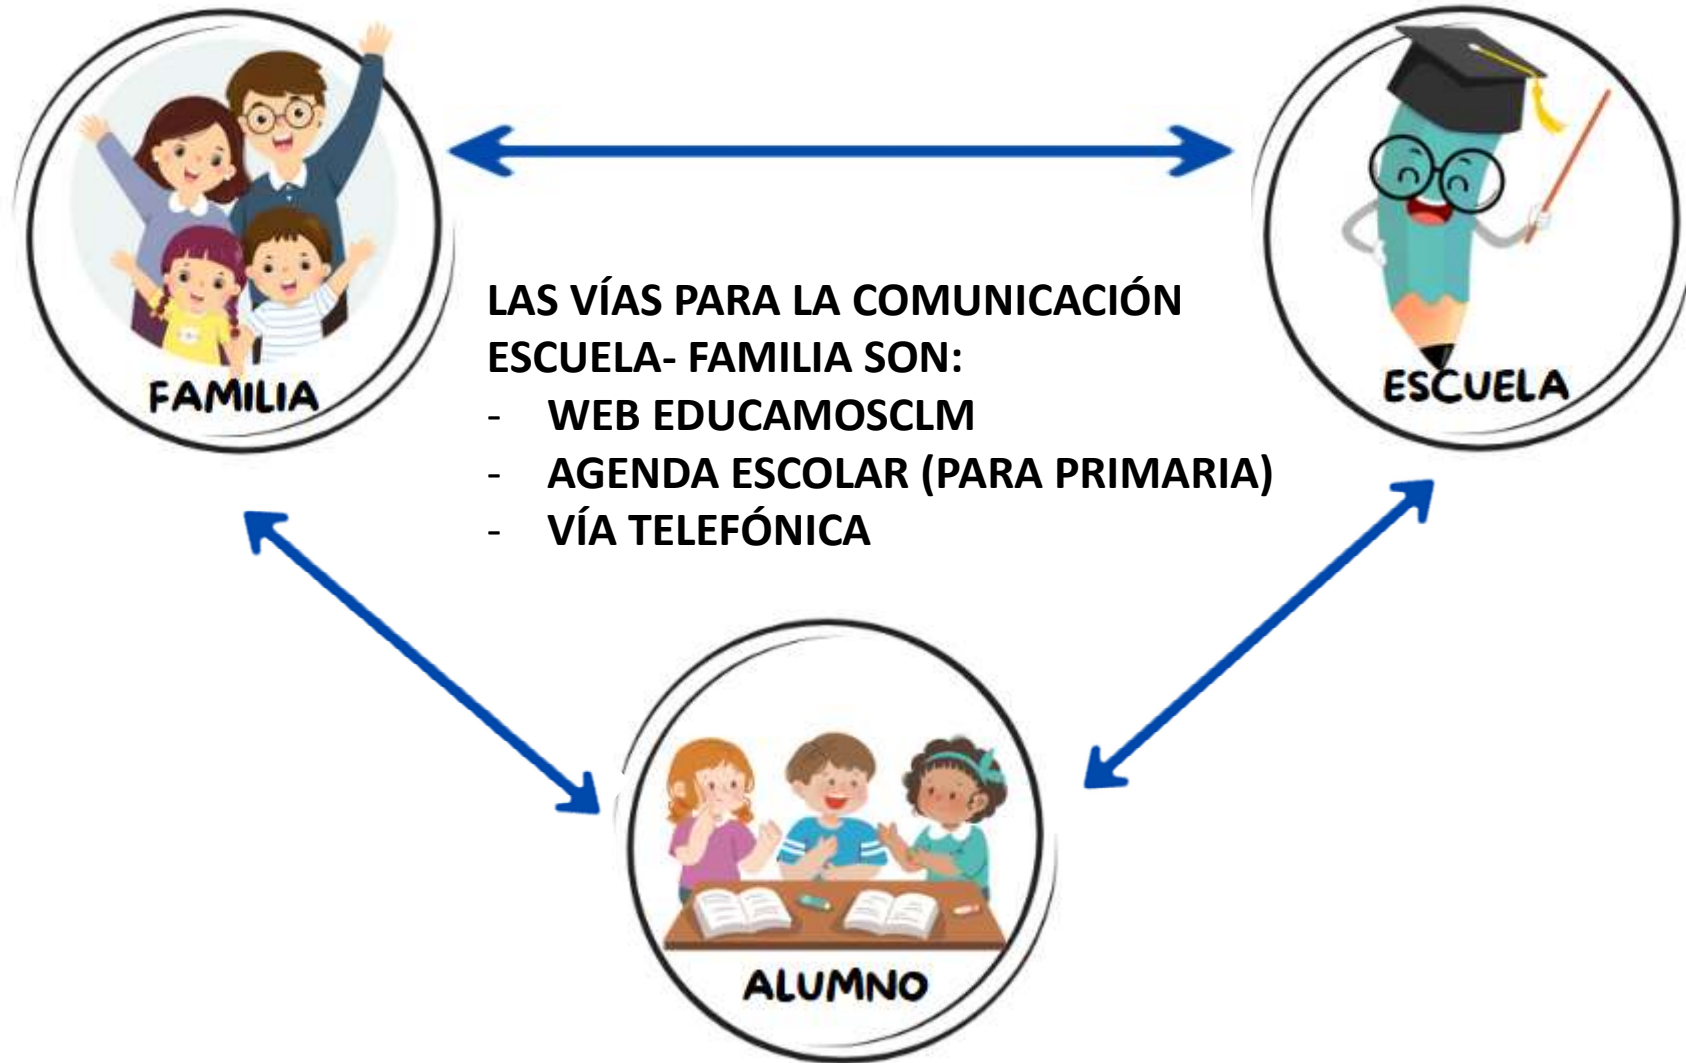 FAMILIA
ESCUELA
LAS VÍAS PARA LA COMUNICACIÓN
ESCUELA- FAMILIA SON:
- WEB EDUCAMOSCLM
- AGENDA ESCOLAR (PARA PRIMARIA)
- VÍA TELEFÓNICA
ALUMNO